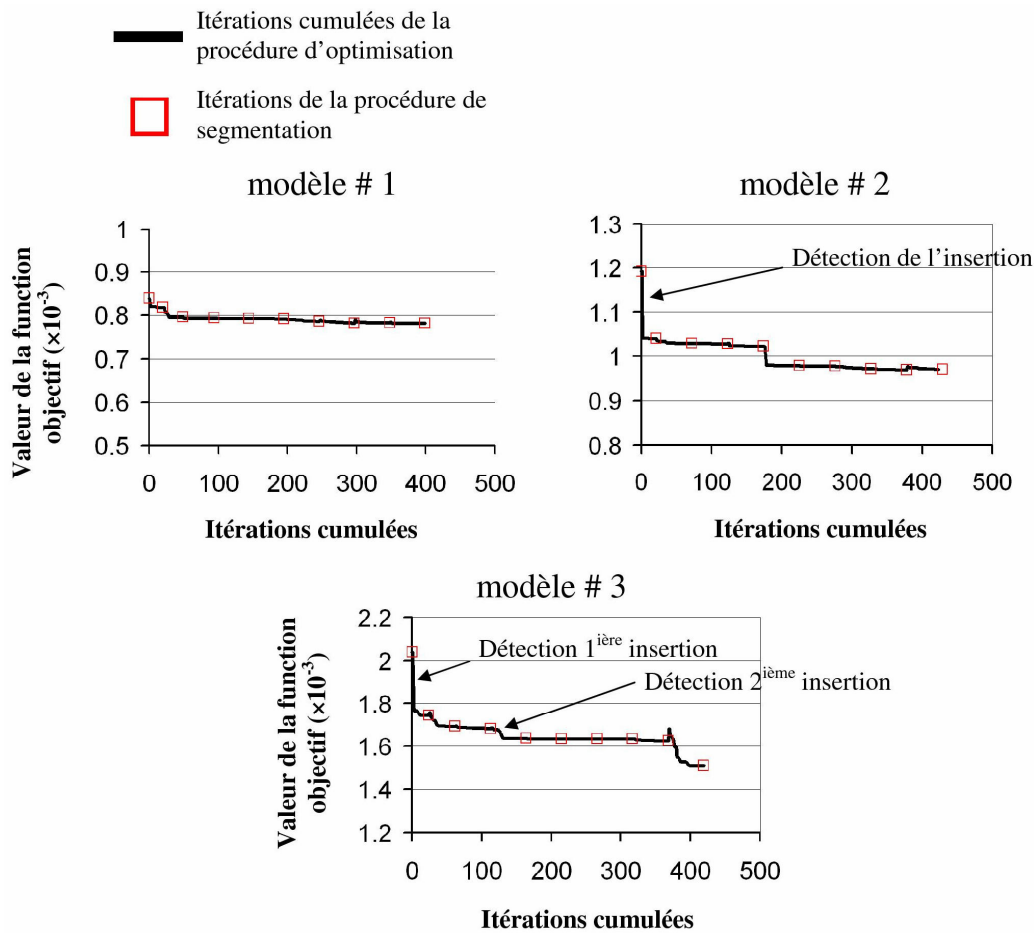 Itérations cumulées de la
procédure d'optimisation
Itérations de la procédure de
segmentation
modèle # 1
Valeur de la function
objectif (×10⁻³)
1
0.9
0.8
0.7
0.6
0.5
0 100 200 300 400 500
Itérations cumulées
modèle # 2
1.3
1.2
1.1
1
0.9
0.8
Détection de l'insertion
0 100 200 300 400 500
Itérations cumulées
modèle # 3
Valeur de la function
objectif (×10⁻³)
2.2
2
1.8
1.6
1.4
1.2
Détection 1ière insertion
Détection 2ième insertion
0 100 200 300 400 500
Itérations cumulées